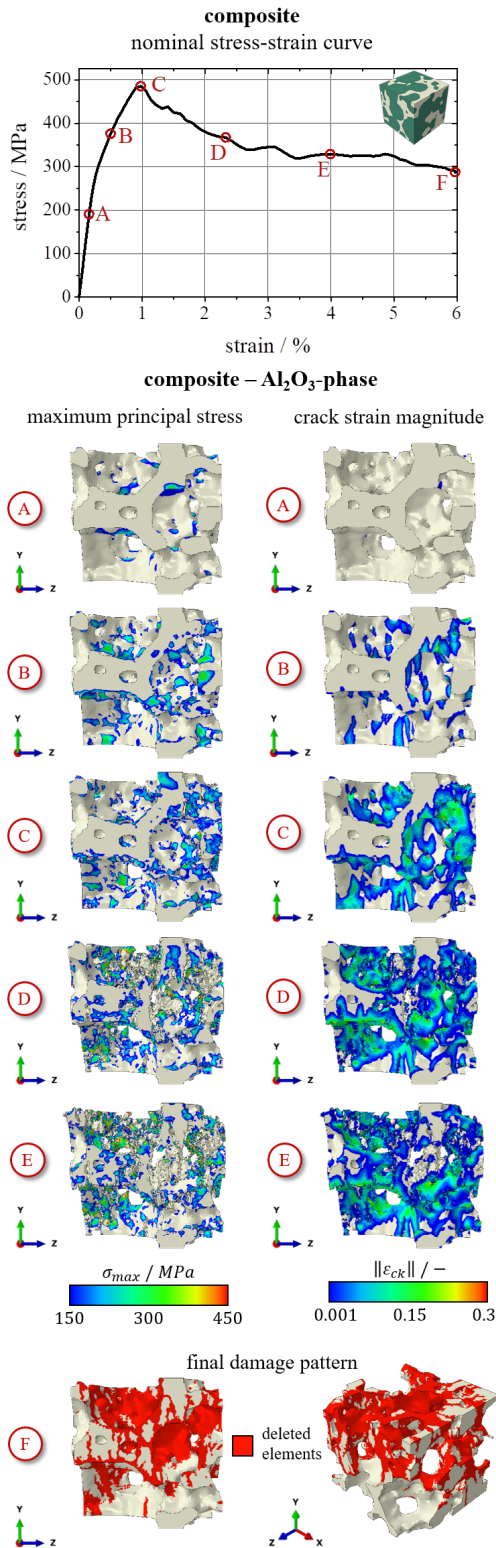 composite
nominal stress-strain curve
stress / MPa
500
400
300
200
100
0
A
B
C
D
E
F
0
1
2
3
4
5
6
strain / %
composite – Al₂O₃-phase
maximum principal stress
crack strain magnitude
A
Y
Z
A
Y
Z
B
Y
Z
B
Y
Z
C
Y
Z
C
Y
Z
D
Y
Z
D
Y
Z
E
Y
Z
E
Y
Z
σmax / MPa
150
300
450
‖εck‖ / −
0.001
0.15
0.3
final damage pattern
F
deleted
elements
Y
Z
Y
Z
X